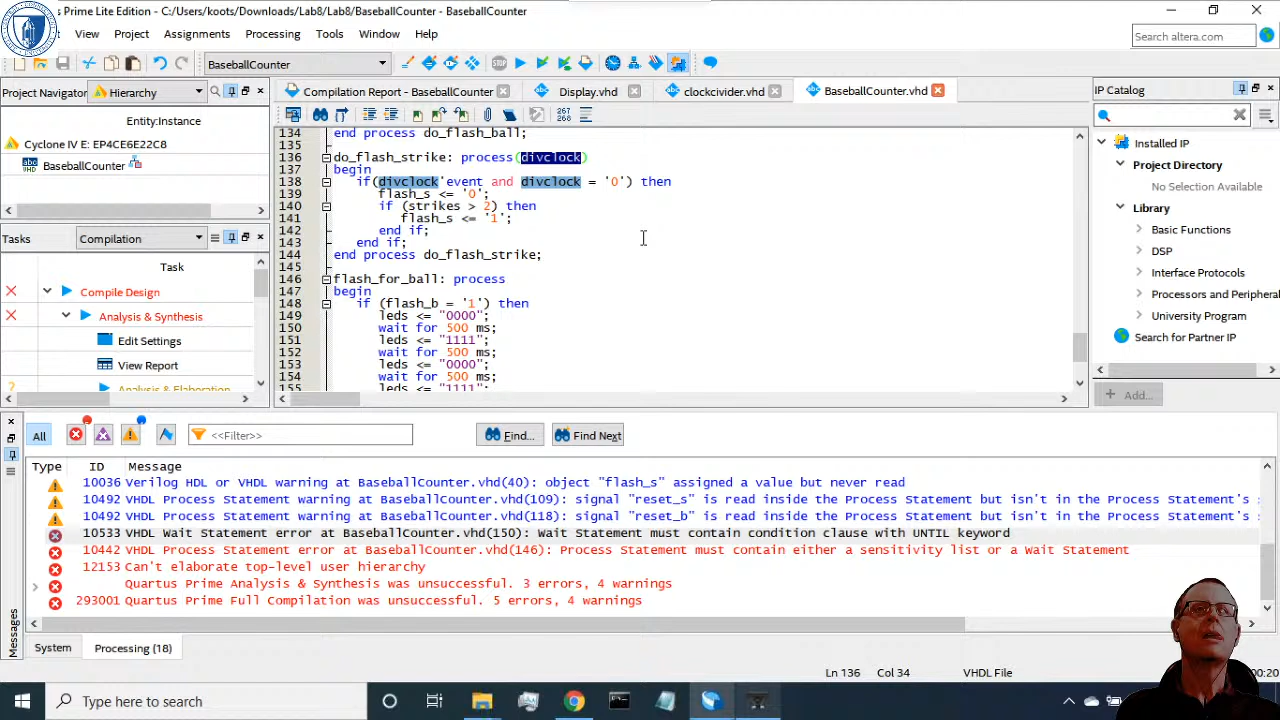 s Prime Lite Edition - C:/Users/koots/Downloads/Lab8/Lab8/BaseballCounter - BaseballCounter
View Project Assignments Processing Tools Window Help
Search altera.com
BaseballCounter
Project Navigator Hierarchy
Compilation Report - BaseballCounter Display.vhd clockcivider.vhd BaseballCounter.vhd
IP Catalog
267
268
Entity:Instance
Cyclone IV E: EP4CE6E22C8
BaseballCounter
Installed IP
Project Directory
No Selection Available
Library
Basic Functions
DSP
Interface Protocols
Memory Interfaces and Controllers
Processors and Peripheral
University Program
Search for Partner IP
Add...
Tasks Compilation
Task
Compile Design
Analysis & Synthesis
Edit Settings
View Report
Analysis & Elaboration
134 end process do_flash_ball;
135
136 do_flash_strike: process(divclock)
137 begin
138 if(divclock'event and divclock = '0') then
139 flash_s <= '0';
140 if (strikes > 2) then
141 flash_s <= '1';
142 end if;
143 end if;
144 end process do_flash_strike;
145
146 flash_for_ball: process
147 begin
148 if (flash_b = '1') then
149 leds <= "0000";
150 wait for 500 ms;
151 leds <= "1111";
152 wait for 500 ms;
153 leds <= "0000";
154 wait for 500 ms;
155 leds <= "1111";
All <<Filter>> Find... Find Next
Type ID Message
10036 Verilog HDL or VHDL warning at BaseballCounter.vhd(40): object "flash_s" assigned a value but never read
10492 VHDL Process Statement warning at BaseballCounter.vhd(109): signal "reset_s" is read inside the Process Statement but isn't in the Process Statement's s
10492 VHDL Process Statement warning at BaseballCounter.vhd(118): signal "reset_b" is read inside the Process Statement but isn't in the Process Statement's s
10533 VHDL Wait Statement error at BaseballCounter.vhd(150): Wait Statement must contain condition clause with UNTIL keyword
10442 VHDL Process Statement error at BaseballCounter.vhd(146): Process Statement must contain either a sensitivity list or a Wait Statement
12153 Can't elaborate top-level user hierarchy
Quartus Prime Analysis & Synthesis was unsuccessful. 3 errors, 4 warnings
293001 Quartus Prime Full Compilation was unsuccessful. 5 errors, 4 warnings
Messages
System Processing (18)
Ln 136 Col 34 VHDL File 00:00:20
Type here to search